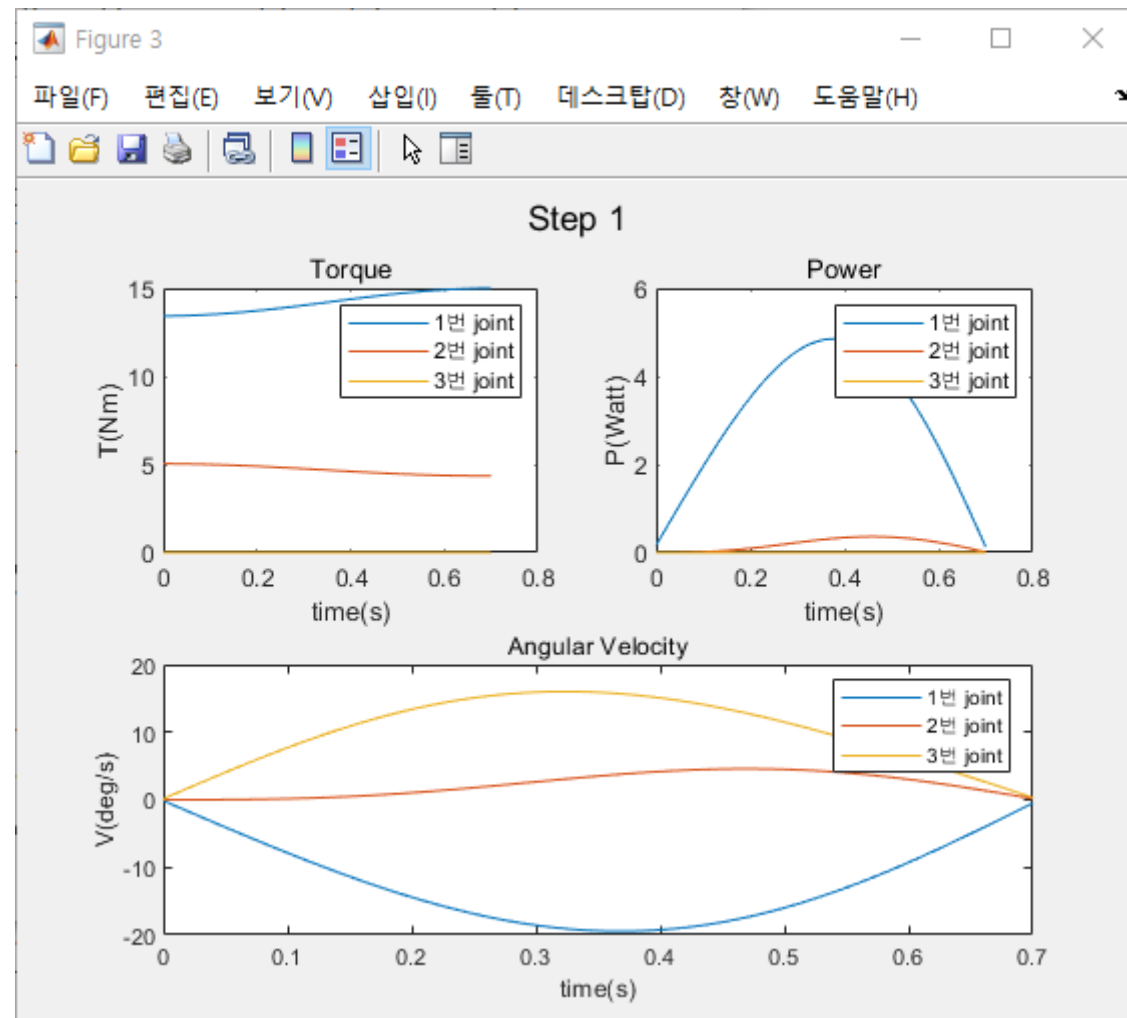 Figure 3
파일(F) 편집(E) 보기(V) 삽입(I) 툴(T) 데스크탑(D) 창(W) 도움말(H)
Step 1
Torque
15
10
5
0
T(Nm)
1번 joint
2번 joint
3번 joint
0 0.2 0.4 0.6 0.8
time(s)
Power
6
4
2
0
P(Watt)
1번 joint
2번 joint
3번 joint
0 0.2 0.4 0.6 0.8
time(s)
Angular Velocity
20
10
0
-10
-20
V(deg/s)
1번 joint
2번 joint
3번 joint
0 0.1 0.2 0.3 0.4 0.5 0.6 0.7
time(s)